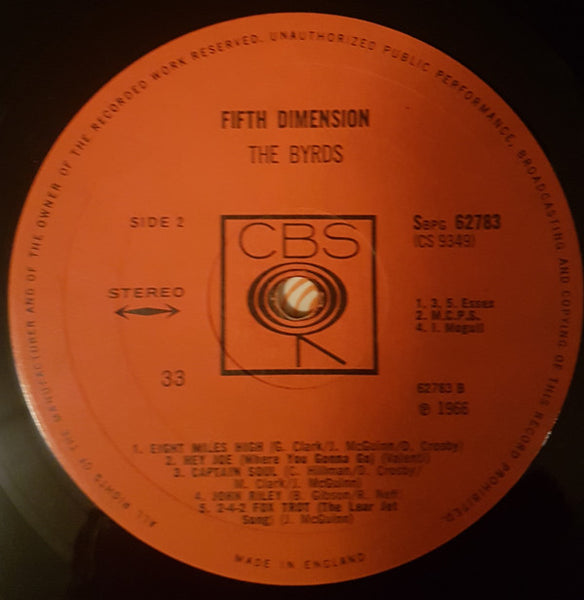 ALL RIGHTS OF THE MANUFACTURER AND OF THE OWNER OF THE RECORDED WORK RESERVED. UNAUTHORIZED PUBLIC PERFORMANCE, BROADCASTING AND COPYING OF THIS RECORD PROHIBITED.
FIFTH DIMENSION
THE BYRDS
SIDE 2
SBPG 62783
(CS 9349)
CBS
STEREO
1. 3. 5. Essex
2. M.C.P.S.
4. I. Mogull
33
62783 B
℗ 1966
1. EIGHT MILES HIGH (G. Clark/J. McGuinn/D. Crosby)
2. HEY JOE (Where You Gonna Go) (Valenti)
3. CAPTAIN SOUL (C. Hillman/D. Crosby/
M. Clark/J. McGuinn)
4. JOHN RILEY (B. Gibson/R. Neff)
5. 2-4-2 FOX TROT (The Lear Jet
Song) (J. McGuinn)
MADE IN ENGLAND